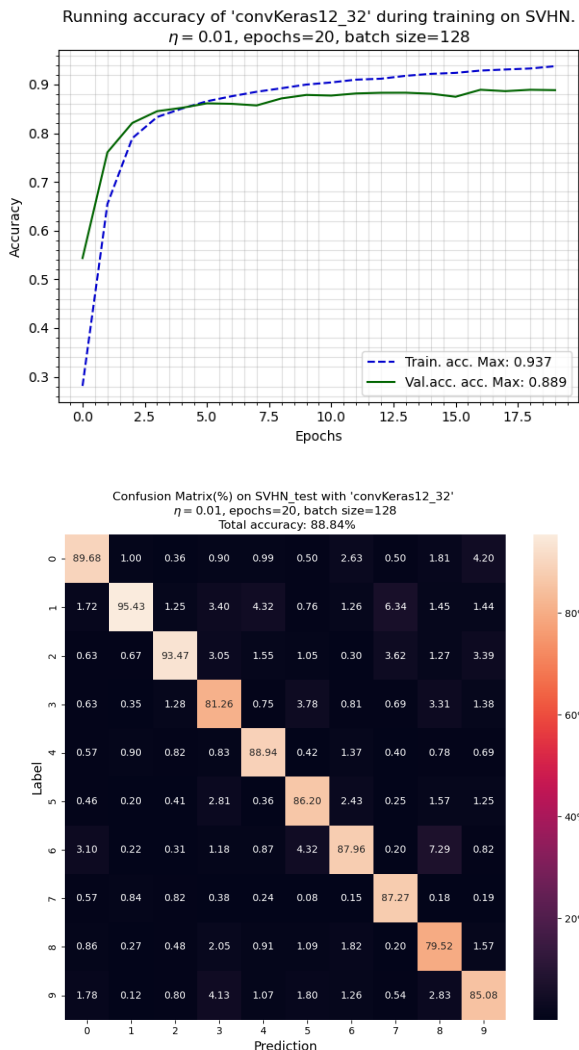 Running accuracy of 'convKeras12_32' during training on SVHN.
η = 0.01, epochs=20, batch size=128
0.9
0.8
0.7
0.6
0.5
0.4
0.3
Accuracy
Train. acc. Max: 0.937
Val.acc. acc. Max: 0.889
0.0 2.5 5.0 7.5 10.0 12.5 15.0 17.5
Epochs
Confusion Matrix(%) on SVHN_test with 'convKeras12_32'
η = 0.01, epochs=20, batch size=128
Total accuracy: 88.84%
0 89.68 1.00 0.36 0.90 0.99 0.50 2.63 0.50 1.81 4.20
1 1.72 95.43 1.25 3.40 4.32 0.76 1.26 6.34 1.45 1.44
2 0.63 0.67 93.47 3.05 1.55 1.05 0.30 3.62 1.27 3.39
3 0.63 0.35 1.28 81.26 0.75 3.78 0.81 0.69 3.31 1.38
4 0.57 0.90 0.82 0.83 88.94 0.42 1.37 0.40 0.78 0.69
5 0.46 0.20 0.41 2.81 0.36 86.20 2.43 0.25 1.57 1.25
6 3.10 0.22 0.31 1.18 0.87 4.32 87.96 0.20 7.29 0.82
7 0.57 0.84 0.82 0.38 0.24 0.08 0.15 87.27 0.18 0.19
8 0.86 0.27 0.48 2.05 0.91 1.09 1.82 0.20 79.52 1.57
9 1.78 0.12 0.80 4.13 1.07 1.80 1.26 0.54 2.83 85.08
Label
0 1 2 3 4 5 6 7 8 9
Prediction
80%
60%
40%
20%